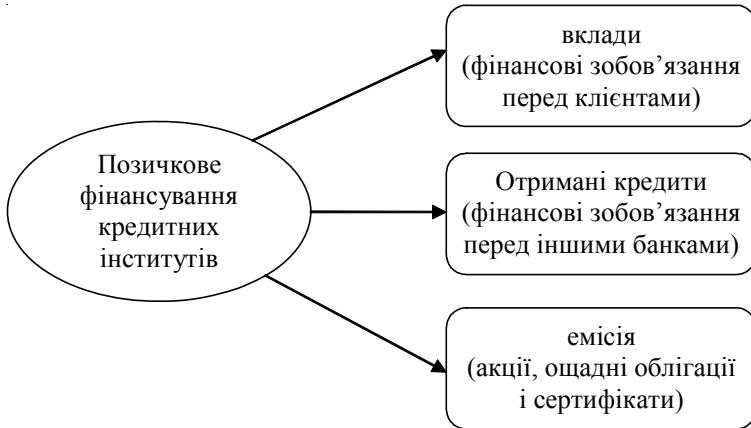 вклади
(фінансові зобов’язання
перед клієнтами)
Позичкове
фінансування
кредитних
інститутів
Отримані кредити
(фінансові зобов’язання
перед іншими банками)
емісія
(акції, ощадні облігації
і сертифікати)